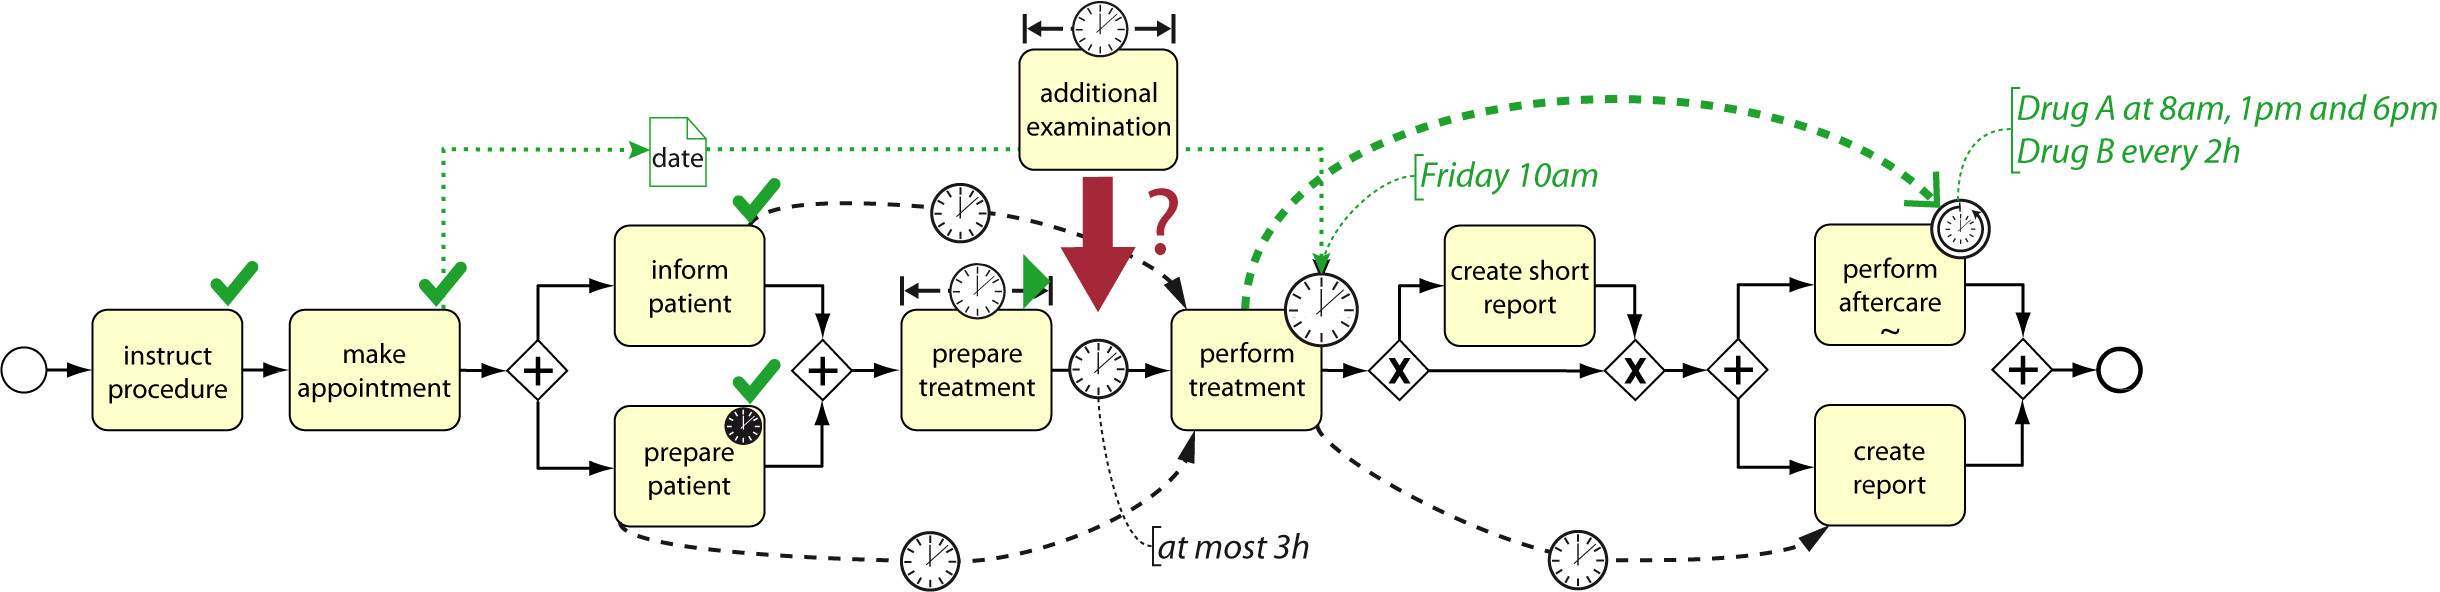 additional
examination
date
Drug A at 8am, 1pm and 6pm
Drug B every 2h
Friday 10am
?
inform
patient
create short
report
perform
aftercare
~
instruct
procedure
make
appointment
+
+
prepare
treatment
perform
treatment
X
X
+
+
prepare
patient
create
report
at most 3h